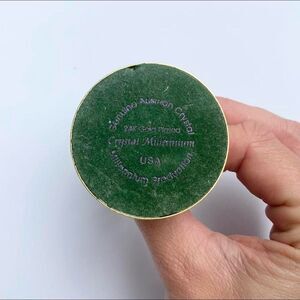 Genuine Austrian Crystal
24K Gold Plated
Crystal Millennium
USA
Millennium Production